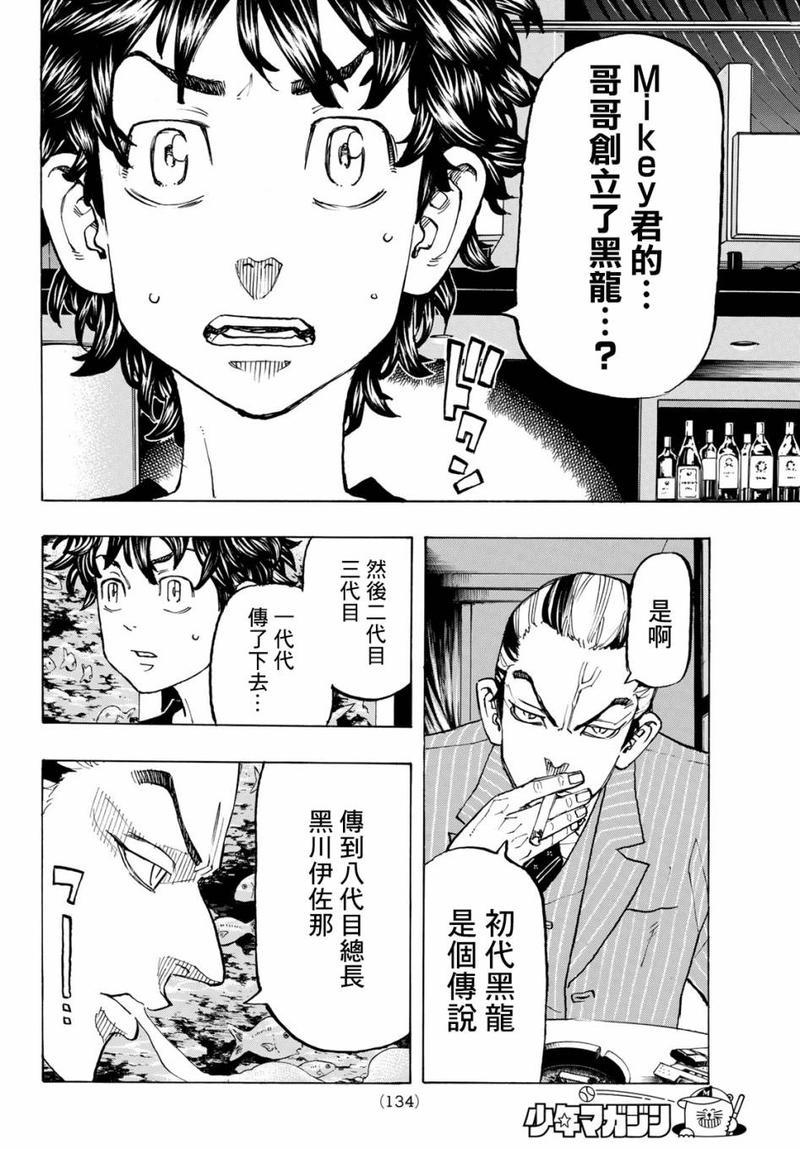 Mikey君的…
哥哥創立了黑龍…?
ドックン
是啊
初代黑龍
是個傳說
然後二代目
三代目
一代代
傳了下去…
傳到八代目總長
黑川伊佐那
フー…
(134)
少年マガジン